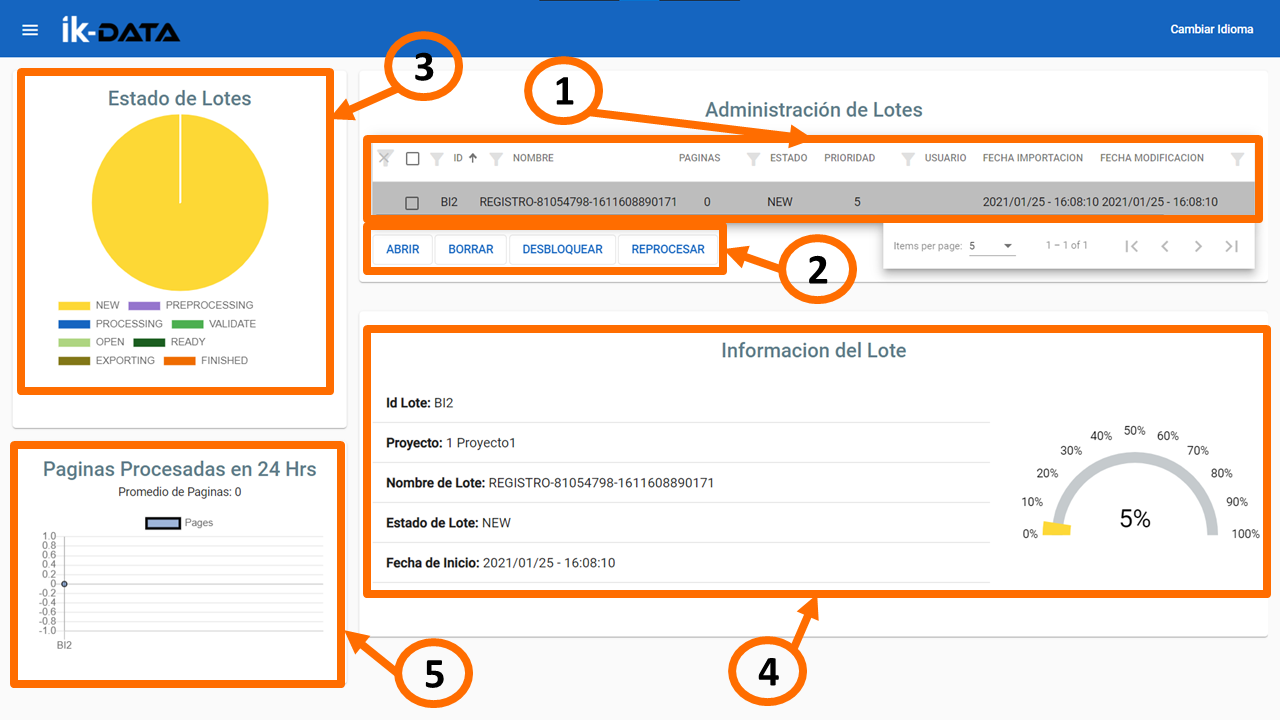 ik-DATA
Cambiar Idioma
3
1
Estado de Lotes
Administración de Lotes
ID NOMBRE PAGINAS ESTADO PRIORIDAD USUARIO FECHA IMPORTACION FECHA MODIFICACION
BI2 REGISTRO-81054798-1611608890171 0 NEW 5 2021/01/25 - 16:08:10 2021/01/25 - 16:08:10
ABRIR BORRAR DESBLOQUEAR REPROCESAR
2
Items per page: 5 1 – 1 of 1
NEW PREPROCESSING
PROCESSING VALIDATE
OPEN READY
EXPORTING FINISHED
Informacion del Lote
Id Lote: BI2
Proyecto: 1 Proyecto1
Nombre de Lote: REGISTRO-81054798-1611608890171
Estado de Lote: NEW
Fecha de Inicio: 2021/01/25 - 16:08:10
0% 10% 20% 30% 40% 50% 60% 70% 80% 90% 100%
5%
4
Paginas Procesadas en 24 Hrs
Promedio de Paginas: 0
Pages
1.0
0.8
0.6
0.4
0.2
0
-0.2
-0.4
-0.6
-0.8
-1.0
BI2
5